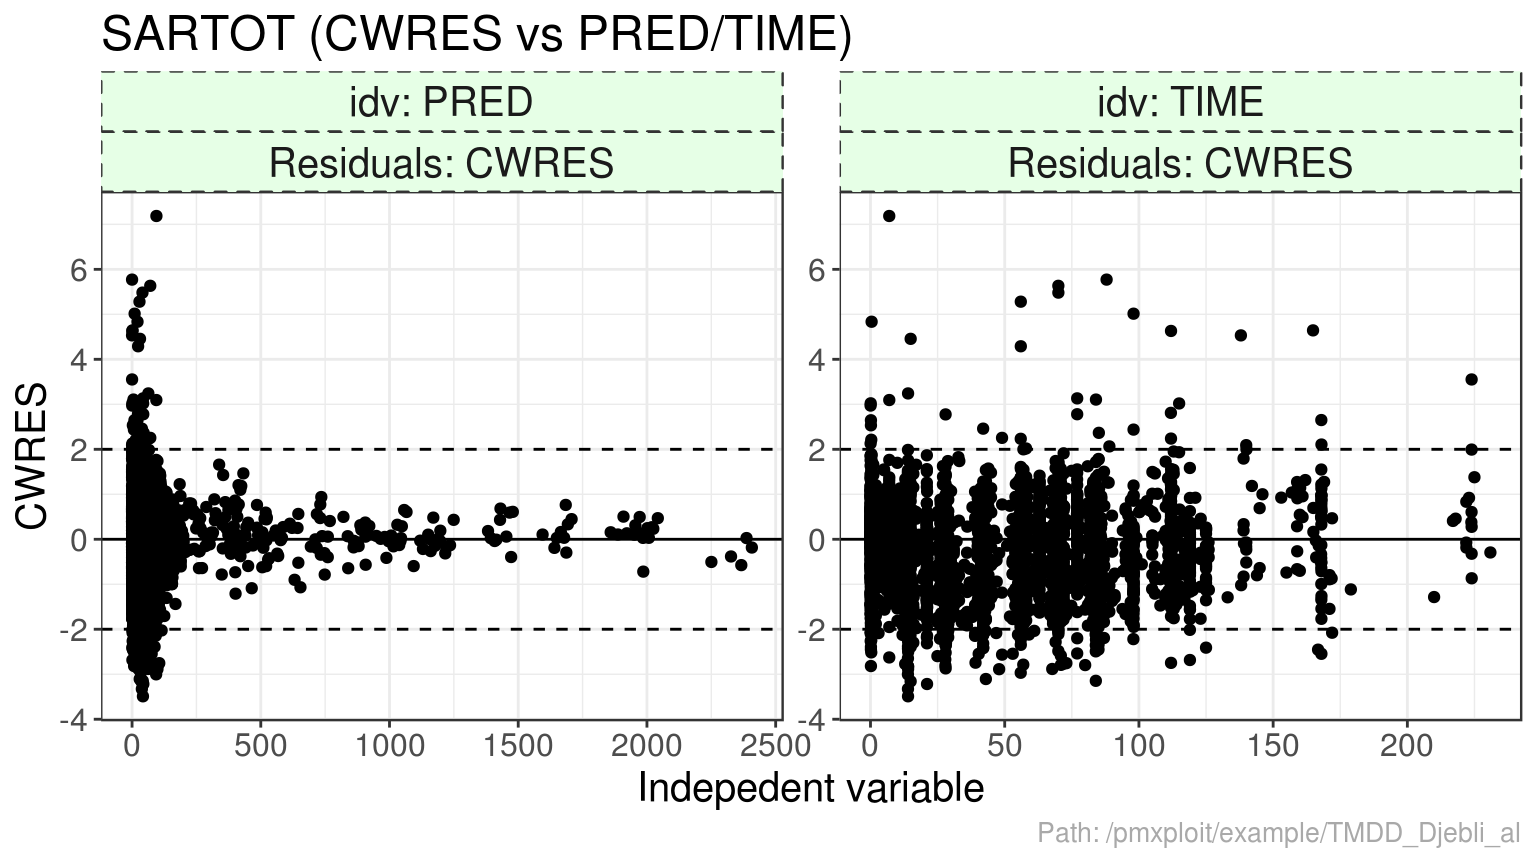 SARTOT (CWRES vs PRED/TIME)
idv: PRED
idv: TIME
Residuals: CWRES
Residuals: CWRES
CWRES
6
4
2
0
-2
-4
6
4
2
0
-2
-4
0 500 1000 1500 2000 2500
0 50 100 150 200
Indepedent variable
Path: /pmxploit/example/TMDD_Djebli_al